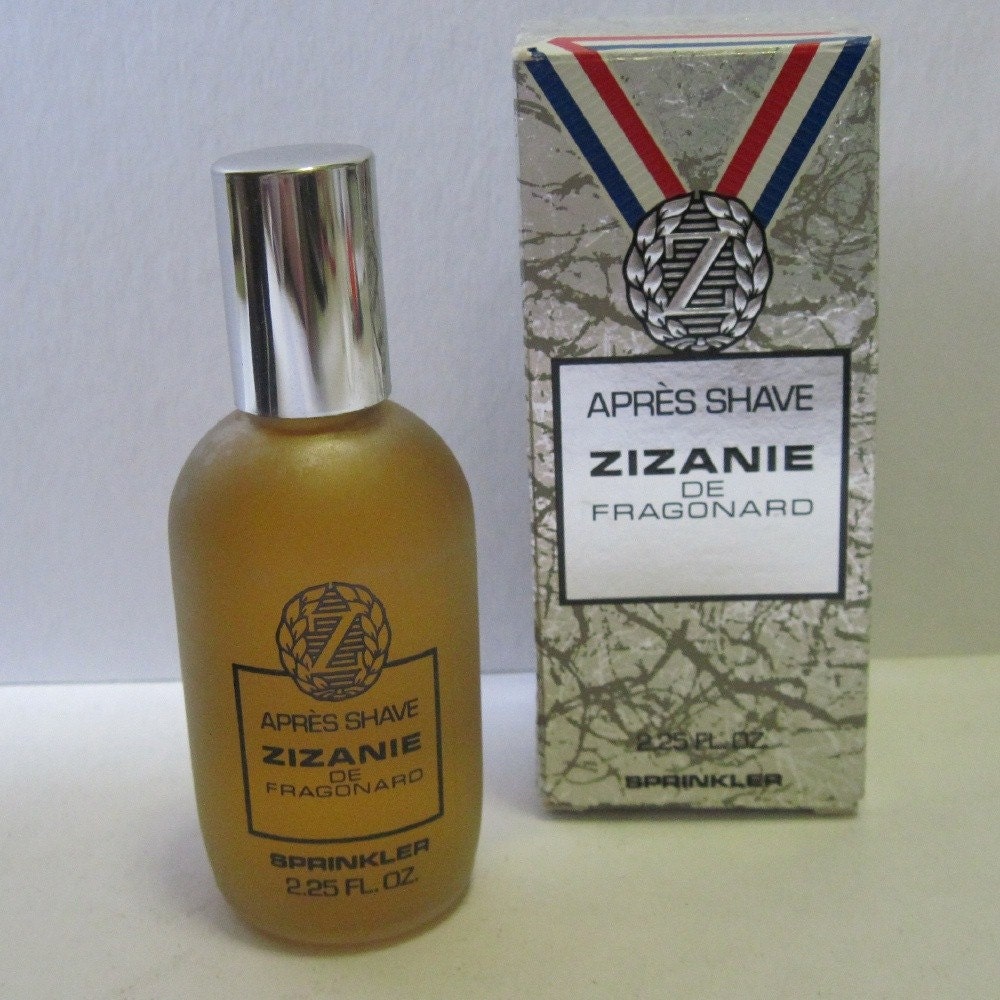 Z
APRÈS SHAVE
ZIZANIE
DE
FRAGONARD
SPRINKLER
2.25 FL. OZ.
Z
APRÈS SHAVE
ZIZANIE
DE
FRAGONARD
2.25 FL. OZ.
SPRINKLER